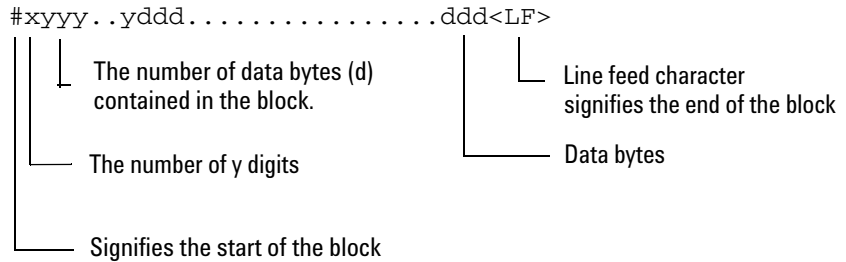 #xyyy..yddd.................ddd<LF>
The number of data bytes (d)
contained in the block.
Line feed character
signifies the end of the block
The number of y digits
Data bytes
Signifies the start of the block